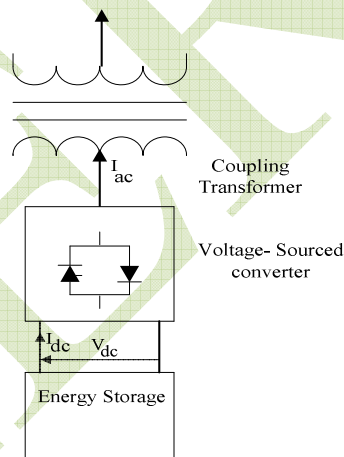 I
ac
Coupling
Transformer
Voltage- Sourced
converter
I
dc
V
dc
Energy Storage